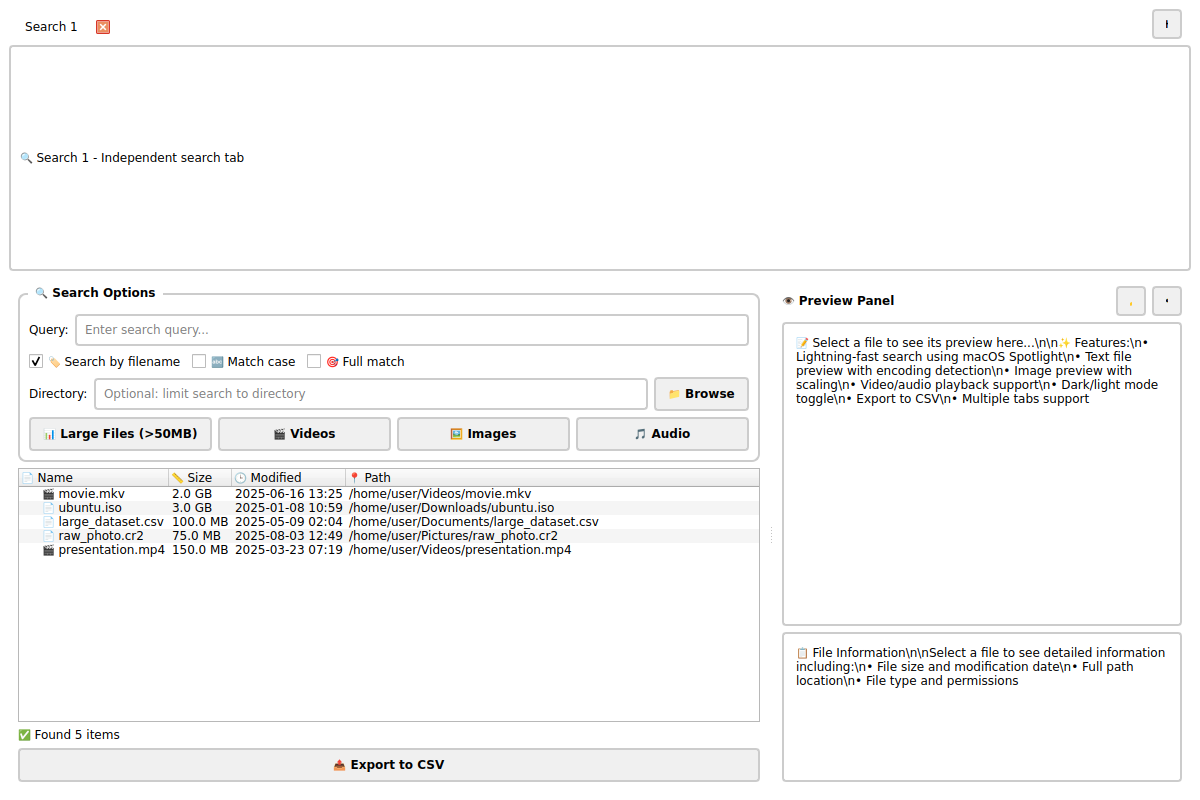 Search 1
🔍 Search 1 - Independent search tab
🔍 Search Options
Query: Enter search query...
🏷️ Search by filename 🔤 Match case 🎯 Full match
Directory: Optional: limit search to directory 📁 Browse
📊 Large Files (>50MB) 🎬 Videos 🖼️ Images 🎵 Audio
📄 Name 📏 Size 🕒 Modified 📍 Path
🎬 movie.mkv 2.0 GB 2025-06-16 13:25 /home/user/Videos/movie.mkv
📄 ubuntu.iso 3.0 GB 2025-01-08 10:59 /home/user/Downloads/ubuntu.iso
📄 large_dataset.csv 100.0 MB 2025-05-09 02:04 /home/user/Documents/large_dataset.csv
📄 raw_photo.cr2 75.0 MB 2025-08-03 12:49 /home/user/Pictures/raw_photo.cr2
🎬 presentation.mp4 150.0 MB 2025-03-23 07:19 /home/user/Videos/presentation.mp4
✅ Found 5 items
📤 Export to CSV
👁️ Preview Panel
📝 Select a file to see its preview here...\n\n✨ Features:\n•
Lightning-fast search using macOS Spotlight\n• Text file
preview with encoding detection\n• Image preview with
scaling\n• Video/audio playback support\n• Dark/light mode
toggle\n• Export to CSV\n• Multiple tabs support
📋 File Information\n\nSelect a file to see detailed information
including:\n• File size and modification date\n• Full path
location\n• File type and permissions